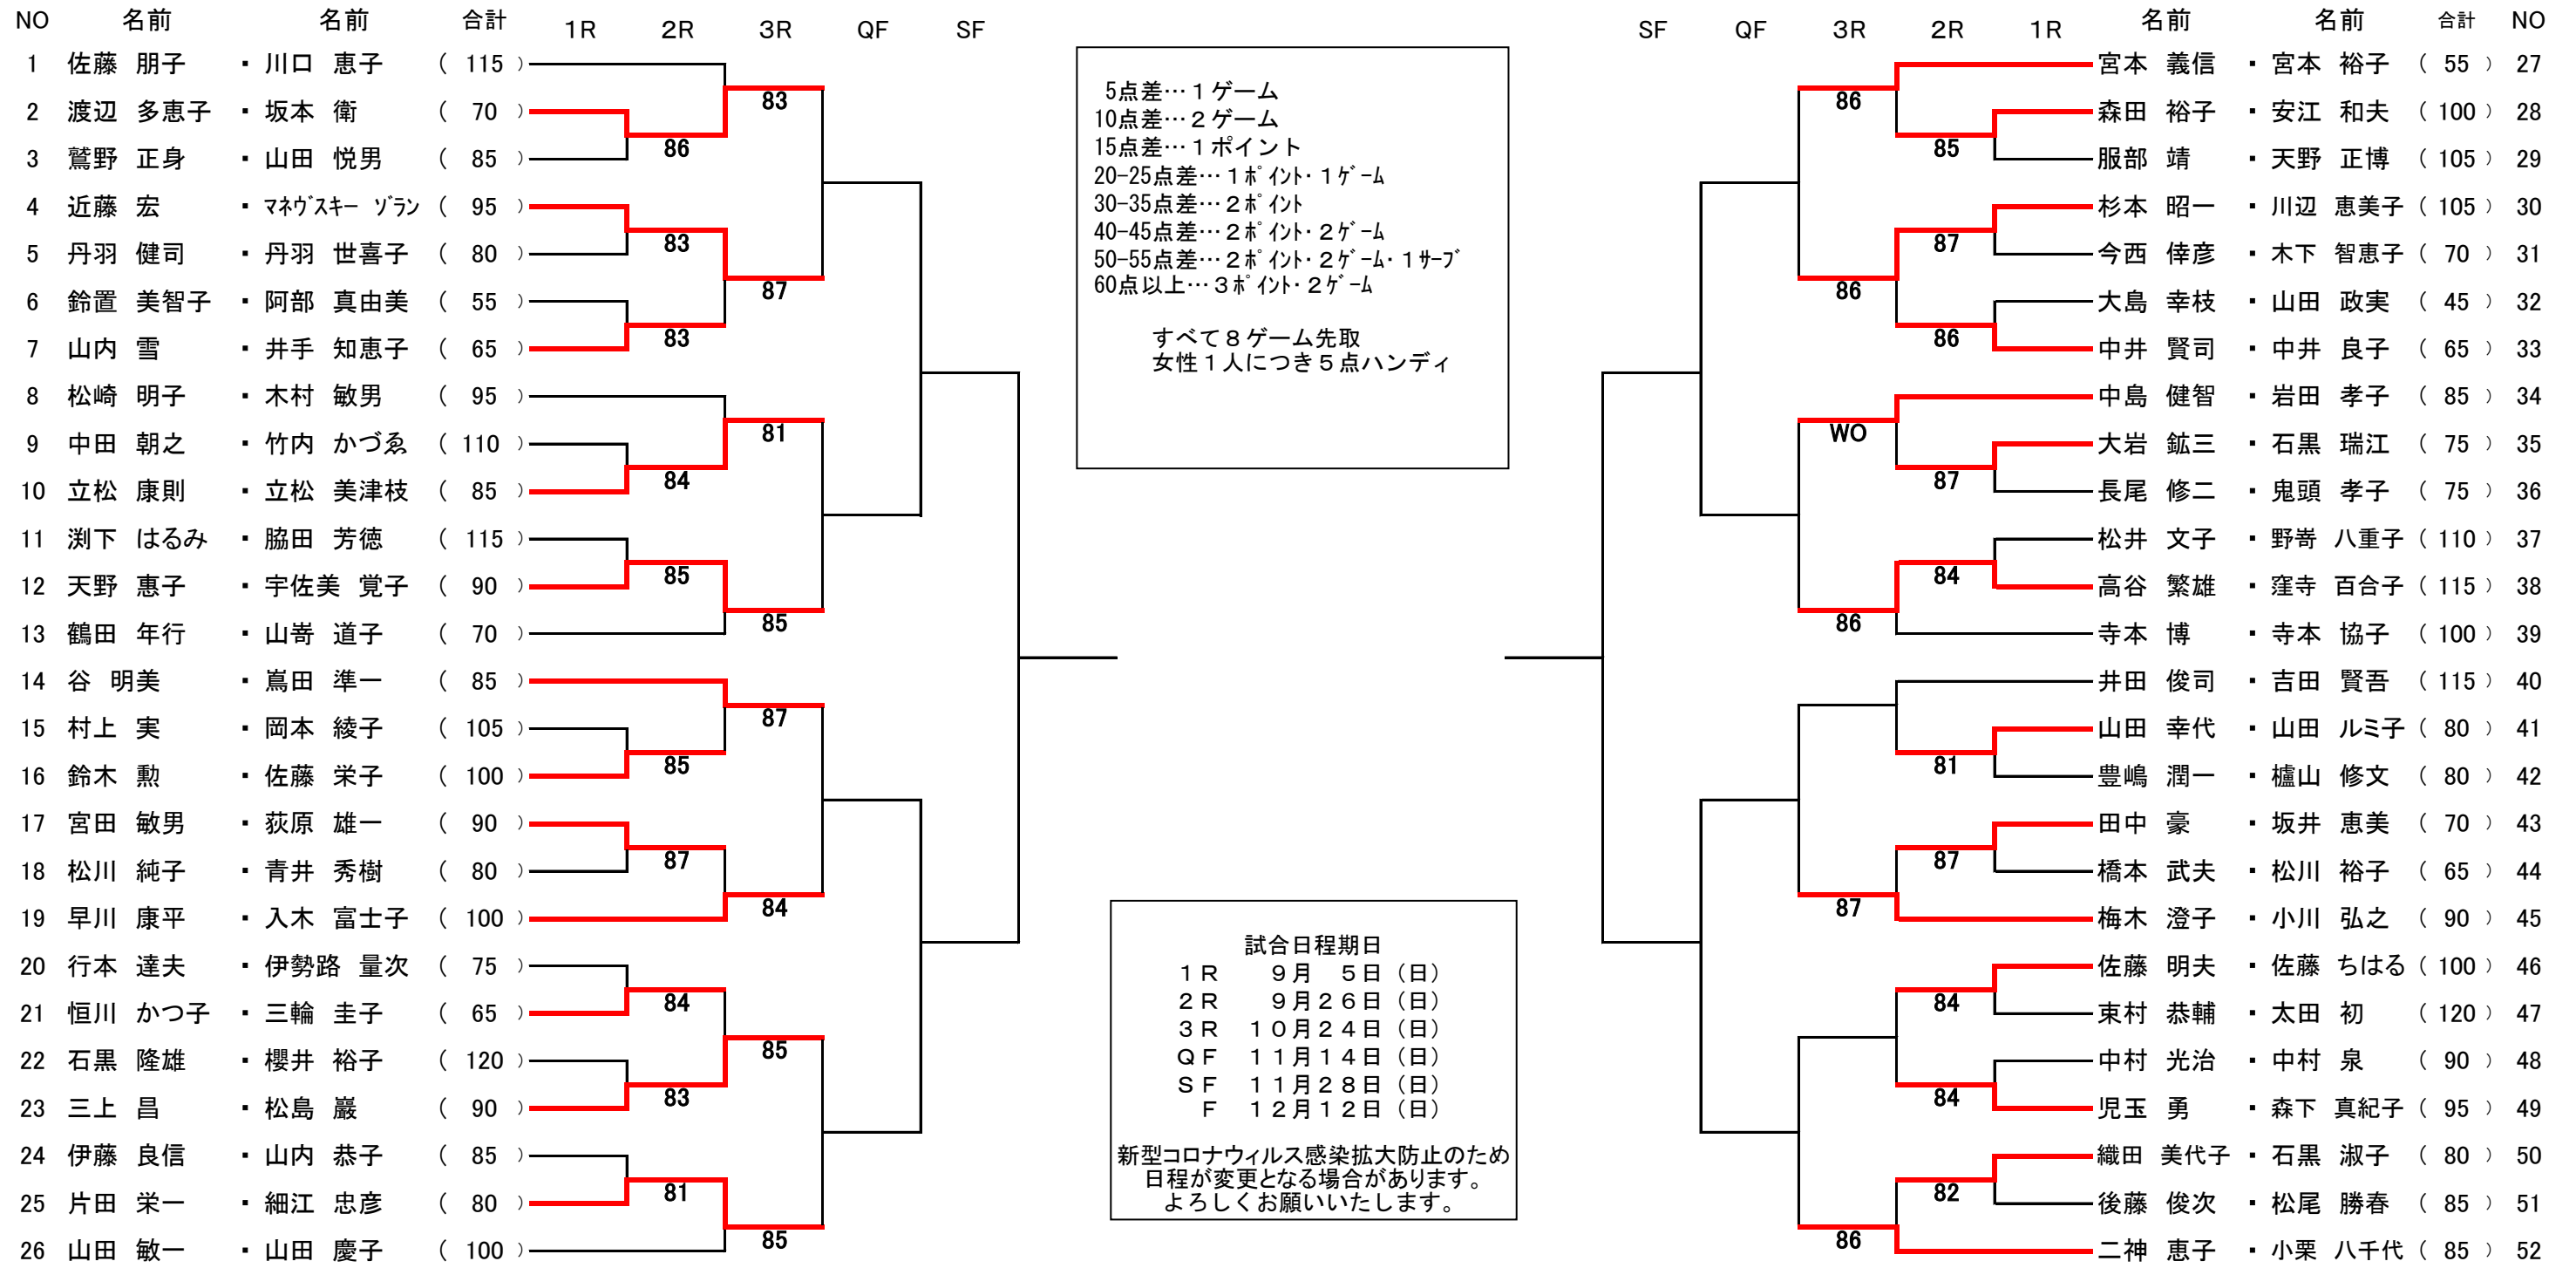 NO 名前 名前 合計 1R 2R 3R QF SF SF QF 3R 2R 1R 名前 名前 合計 NO
1 佐藤 朋子 ・ 川口 恵子 ( 115 )
2 渡辺 多恵子 ・ 坂本 衛 ( 70 )
3 鷲野 正身 ・ 山田 悦男 ( 85 )
4 近藤 宏 ・ マネヴスキー ゾラン ( 95 )
5 丹羽 健司 ・ 丹羽 世喜子 ( 80 )
6 鈴置 美智子 ・ 阿部 真由美 ( 55 )
7 山内 雪 ・ 井手 知恵子 ( 65 )
8 松崎 明子 ・ 木村 敏男 ( 95 )
9 中田 朝之 ・ 竹内 かづゑ ( 110 )
10 立松 康則 ・ 立松 美津枝 ( 85 )
11 渕下 はるみ ・ 脇田 芳徳 ( 115 )
12 天野 惠子 ・ 宇佐美 覚子 ( 90 )
13 鶴田 年行 ・ 山嵜 道子 ( 70 )
14 谷 明美 ・ 嶌田 準一 ( 85 )
15 村上 実 ・ 岡本 綾子 ( 105 )
16 鈴木 勲 ・ 佐藤 栄子 ( 100 )
17 宮田 敏男 ・ 荻原 雄一 ( 90 )
18 松川 純子 ・ 青井 秀樹 ( 80 )
19 早川 康平 ・ 入木 富士子 ( 100 )
20 行本 達夫 ・ 伊勢路 量次 ( 75 )
21 恒川 かつ子 ・ 三輪 圭子 ( 65 )
22 石黒 隆雄 ・ 櫻井 裕子 ( 120 )
23 三上 昌 ・ 松島 巌 ( 90 )
24 伊藤 良信 ・ 山内 恭子 ( 85 )
25 片田 栄一 ・ 細江 忠彦 ( 80 )
26 山田 敏一 ・ 山田 慶子 ( 100 )
86
83
83
84
85
85
87
84
83
81
83
87
81
85
87
84
85
85
5点差…1ゲーム
10点差…2ゲーム
15点差…1ポイント
20-25点差…1ポイント・1ゲーム
30-35点差…2ポイント
40-45点差…2ポイント・2ゲーム
50-55点差…2ポイント・2ゲーム・1サーブ
60点以上…3ポイント・2ゲーム
すべて8ゲーム先取
女性1人につき5点ハンディ
試合日程期日
1R 9月 5日(日)
2R 9月26日(日)
3R 10月24日(日)
QF 11月14日(日)
SF 11月28日(日)
F 12月12日(日)
新型コロナウィルス感染拡大防止のため
日程が変更となる場合があります。
よろしくお願いいたします。
86
86
WO
86
87
86
85
87
86
87
84
81
87
84
84
82
宮本 義信 ・ 宮本 裕子 ( 55 ) 27
森田 裕子 ・ 安江 和夫 ( 100 ) 28
服部 靖 ・ 天野 正博 ( 105 ) 29
杉本 昭一 ・ 川辺 恵美子 ( 105 ) 30
今西 倖彦 ・ 木下 智恵子 ( 70 ) 31
大島 幸枝 ・ 山田 政実 ( 45 ) 32
中井 賢司 ・ 中井 良子 ( 65 ) 33
中島 健智 ・ 岩田 孝子 ( 85 ) 34
大岩 鉱三 ・ 石黒 瑞江 ( 75 ) 35
長尾 修二 ・ 鬼頭 孝子 ( 75 ) 36
松井 文子 ・ 野嵜 八重子 ( 110 ) 37
高谷 繁雄 ・ 窪寺 百合子 ( 115 ) 38
寺本 博 ・ 寺本 協子 ( 100 ) 39
井田 俊司 ・ 吉田 賢吾 ( 115 ) 40
山田 幸代 ・ 山田 ルミ子 ( 80 ) 41
豊嶋 潤一 ・ 櫨山 修文 ( 80 ) 42
田中 豪 ・ 坂井 恵美 ( 70 ) 43
橋本 武夫 ・ 松川 裕子 ( 65 ) 44
梅木 澄子 ・ 小川 弘之 ( 90 ) 45
佐藤 明夫 ・ 佐藤 ちはる ( 100 ) 46
東村 恭輔 ・ 太田 初 ( 120 ) 47
中村 光治 ・ 中村 泉 ( 90 ) 48
児玉 勇 ・ 森下 真紀子 ( 95 ) 49
織田 美代子 ・ 石黒 淑子 ( 80 ) 50
後藤 俊次 ・ 松尾 勝春 ( 85 ) 51
二神 恵子 ・ 小栗 八千代 ( 85 ) 52